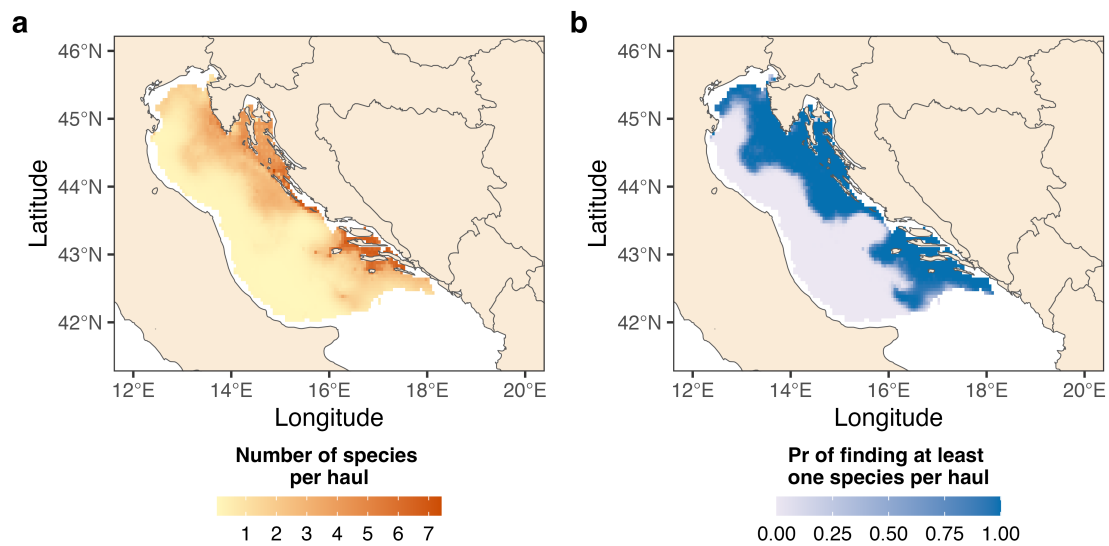 a
46°N
45°N
44°N
43°N
42°N
Latitude
12°E 14°E 16°E 18°E 20°E
Longitude
Number of species
per haul
1 2 3 4 5 6 7
b
46°N
45°N
44°N
43°N
42°N
Latitude
12°E 14°E 16°E 18°E 20°E
Longitude
Pr of finding at least
one species per haul
0.00 0.25 0.50 0.75 1.00